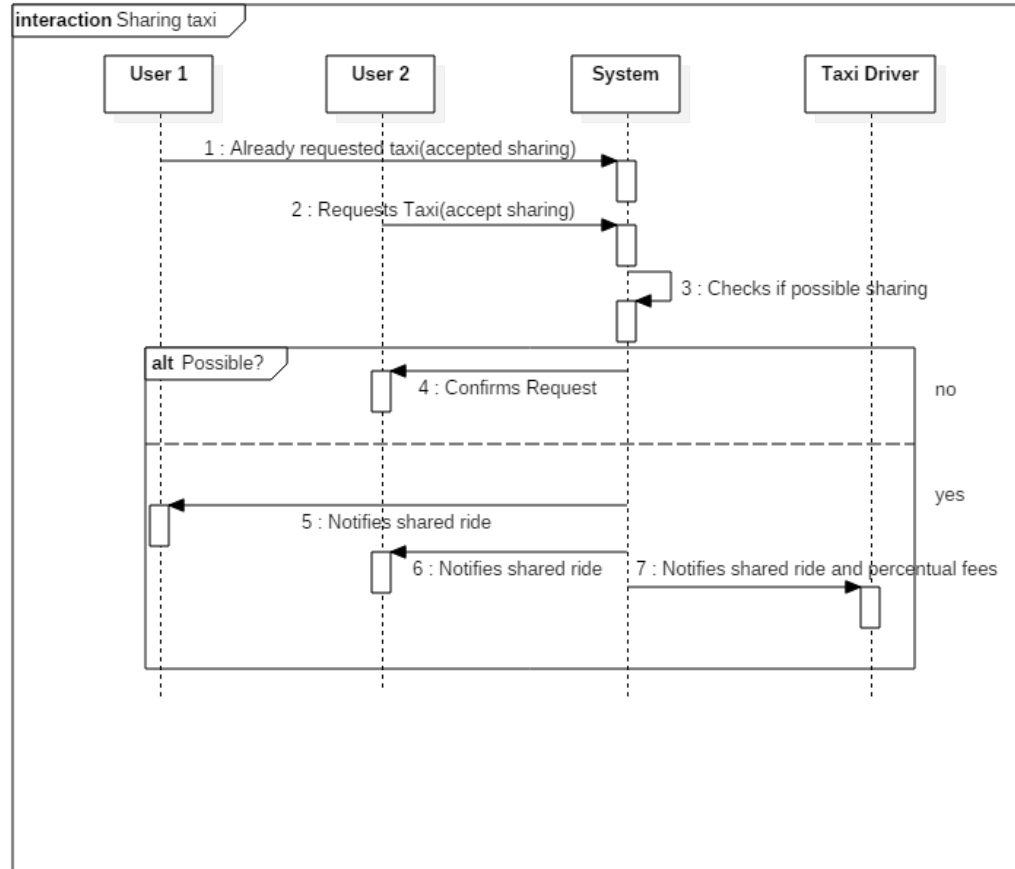 interaction Sharing taxi
User 1
User 2
System
Taxi Driver
1 : Already requested taxi(accepted sharing)
2 : Requests Taxi(accept sharing)
3 : Checks if possible sharing
alt Possible?
4 : Confirms Request
no
yes
5 : Notifies shared ride
6 : Notifies shared ride
7 : Notifies shared ride and percentual fees